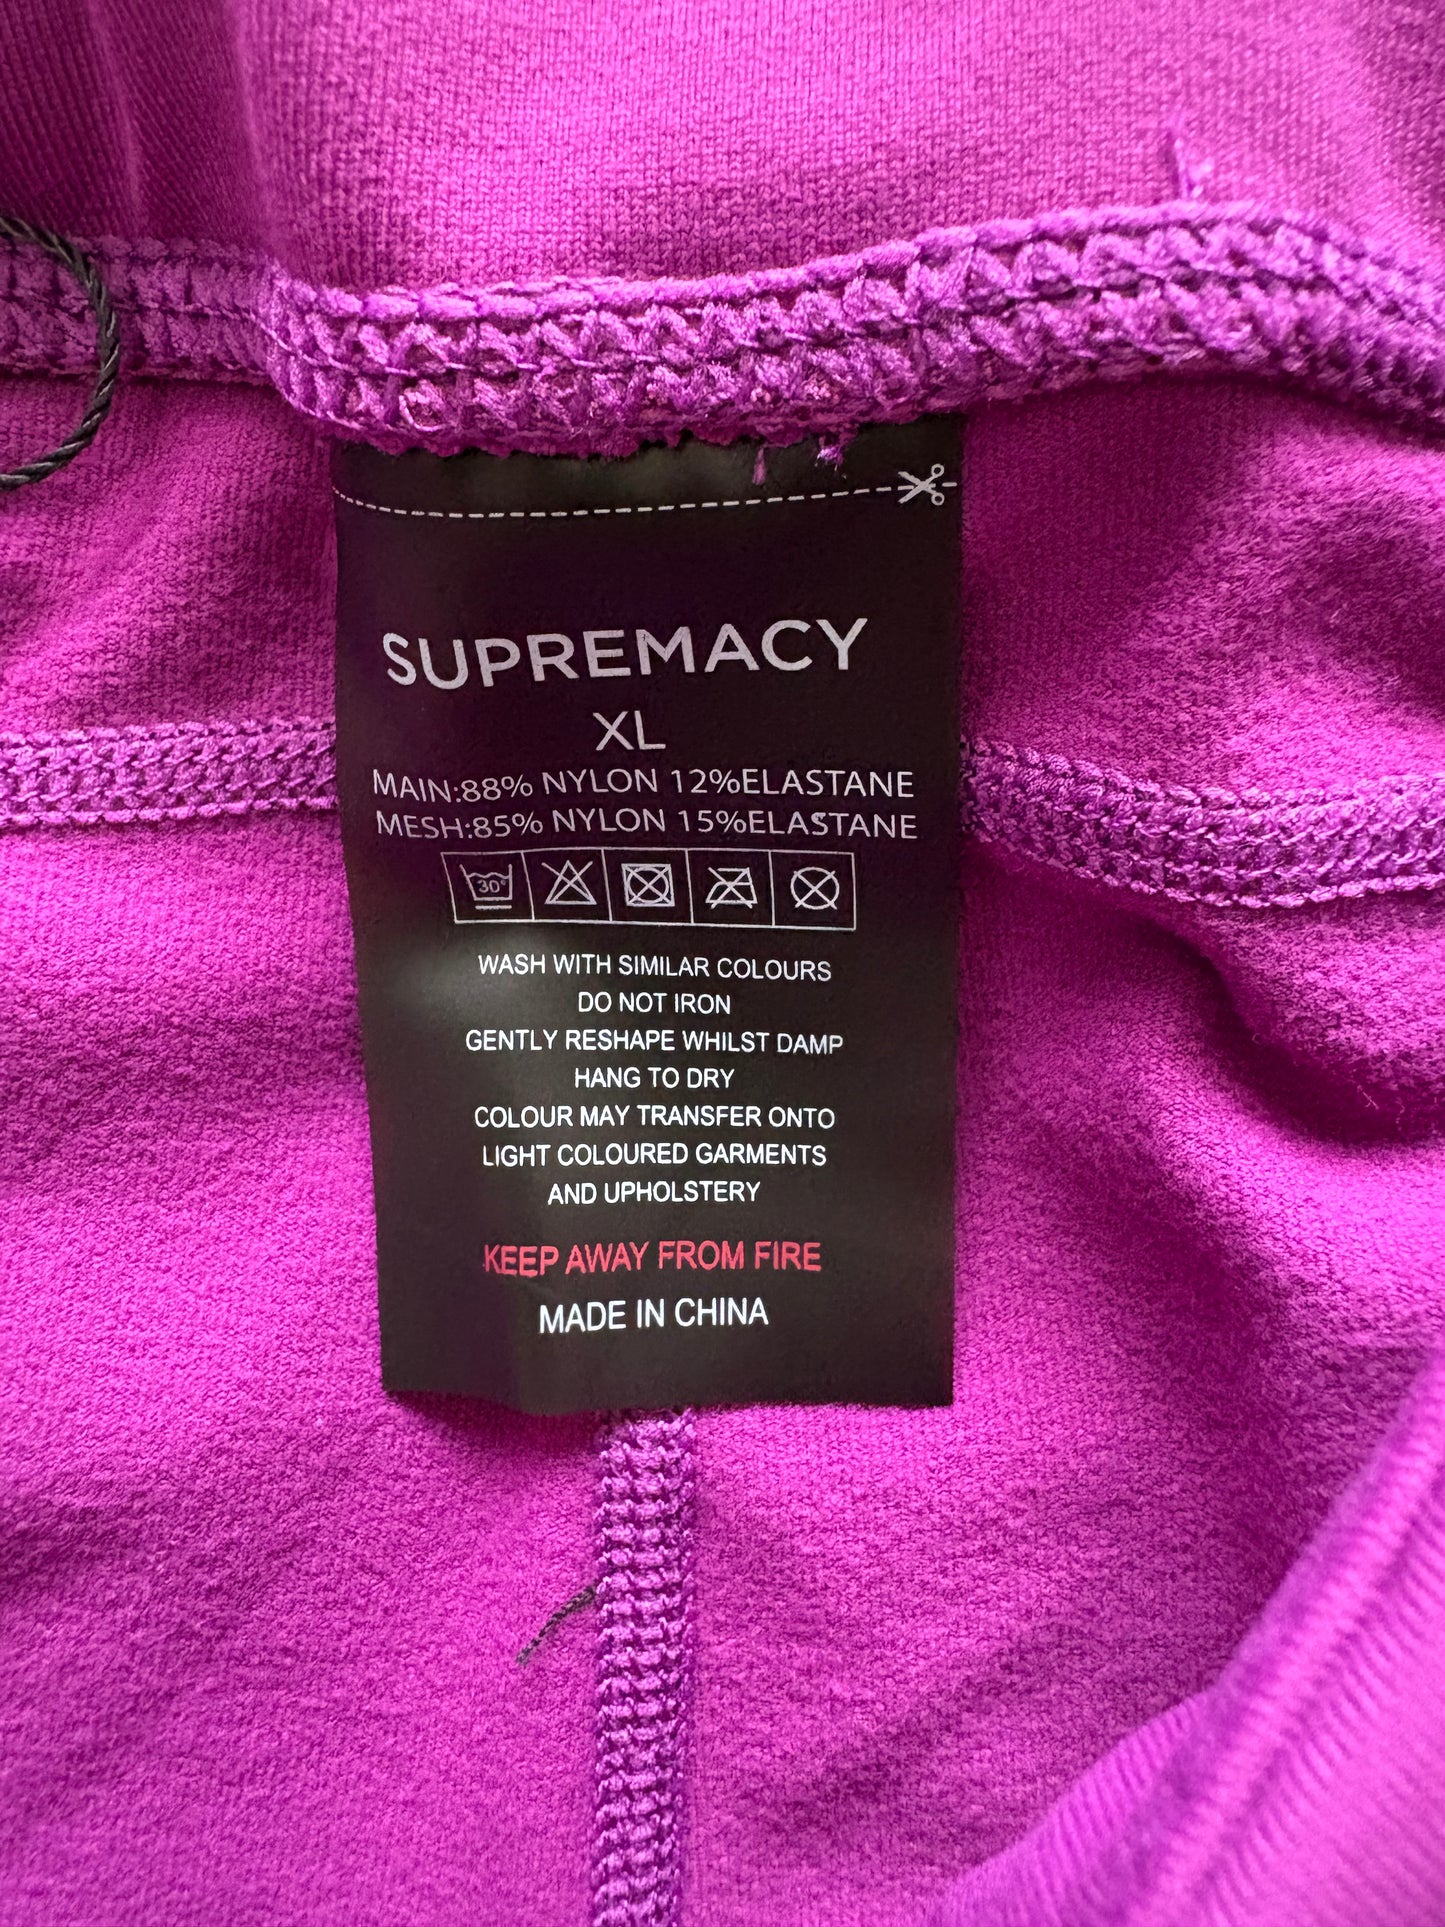 SUPREMACY
XL
MAIN:88% NYLON 12%ELASTANE
MESH:85% NYLON 15%ELASTANE
30°
WASH WITH SIMILAR COLOURS
DO NOT IRON
GENTLY RESHAPE WHILST DAMP
HANG TO DRY
COLOUR MAY TRANSFER ONTO
LIGHT COLOURED GARMENTS
AND UPHOLSTERY
KEEP AWAY FROM FIRE
MADE IN CHINA